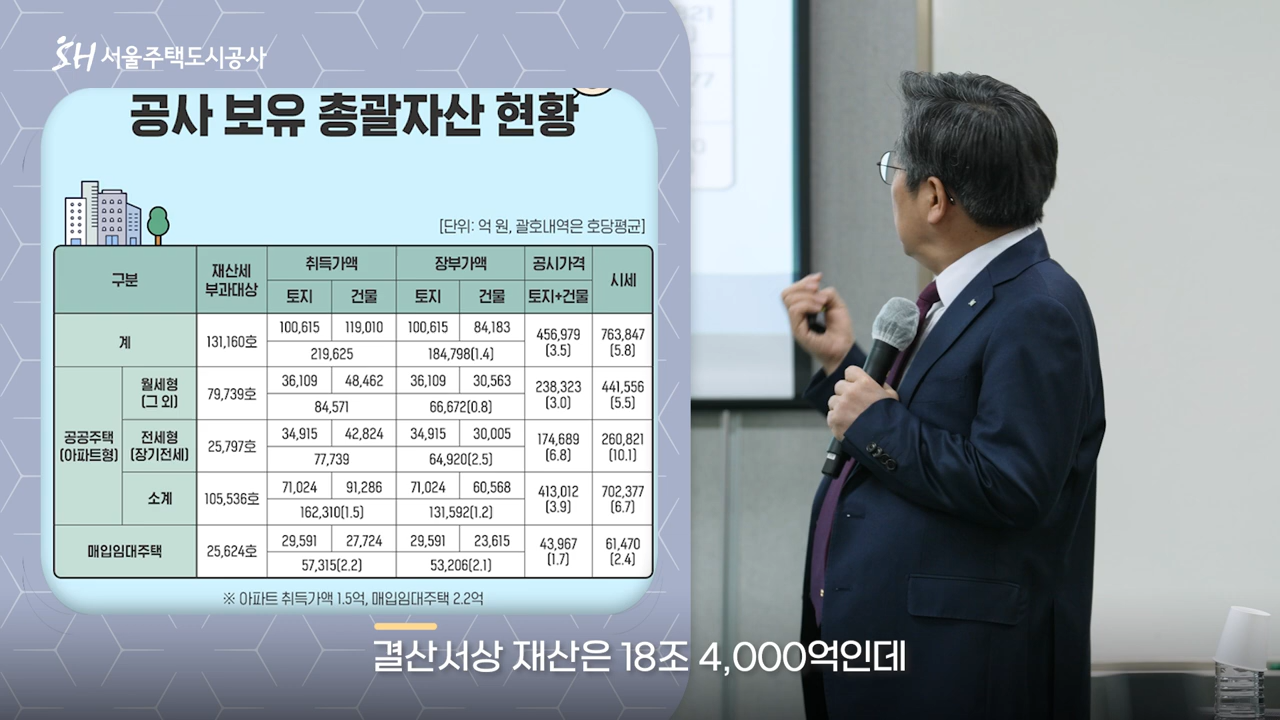 SH 서울주택도시공사
공사 보유 총괄자산 현황
[단위: 억 원, 괄호내역은 호당평균]
구분 재산세 부과대상 취득가액 장부가액 공시가격 시세
토지 건물 토지 건물 토지+건물
계 131,160호 100,615 119,010 100,615 84,183 456,979 (3.5) 763,847 (5.8)
219,625 184,798(1.4)
공공주택 (아파트형) 월세형 (그 외) 79,739호 36,109 48,462 36,109 30,563 238,323 (3.0) 441,556 (5.5)
84,571 66,672(0.8)
전세형 (장기전세) 25,797호 34,915 42,824 34,915 30,005 174,689 (6.8) 260,821 (10.1)
77,739 64,920(2.5)
소계 105,536호 71,024 91,286 71,024 60,568 413,012 (3.9) 702,377 (6.7)
162,310(1.5) 131,592(1.2)
매입임대주택 25,624호 29,591 27,724 29,591 23,615 43,967 (1.7) 61,470 (2.4)
57,315(2.2) 53,206(2.1)
※ 아파트 취득가액 1.5억, 매입임대주택 2.2억
결산서상 재산은 18조 4,000억인데